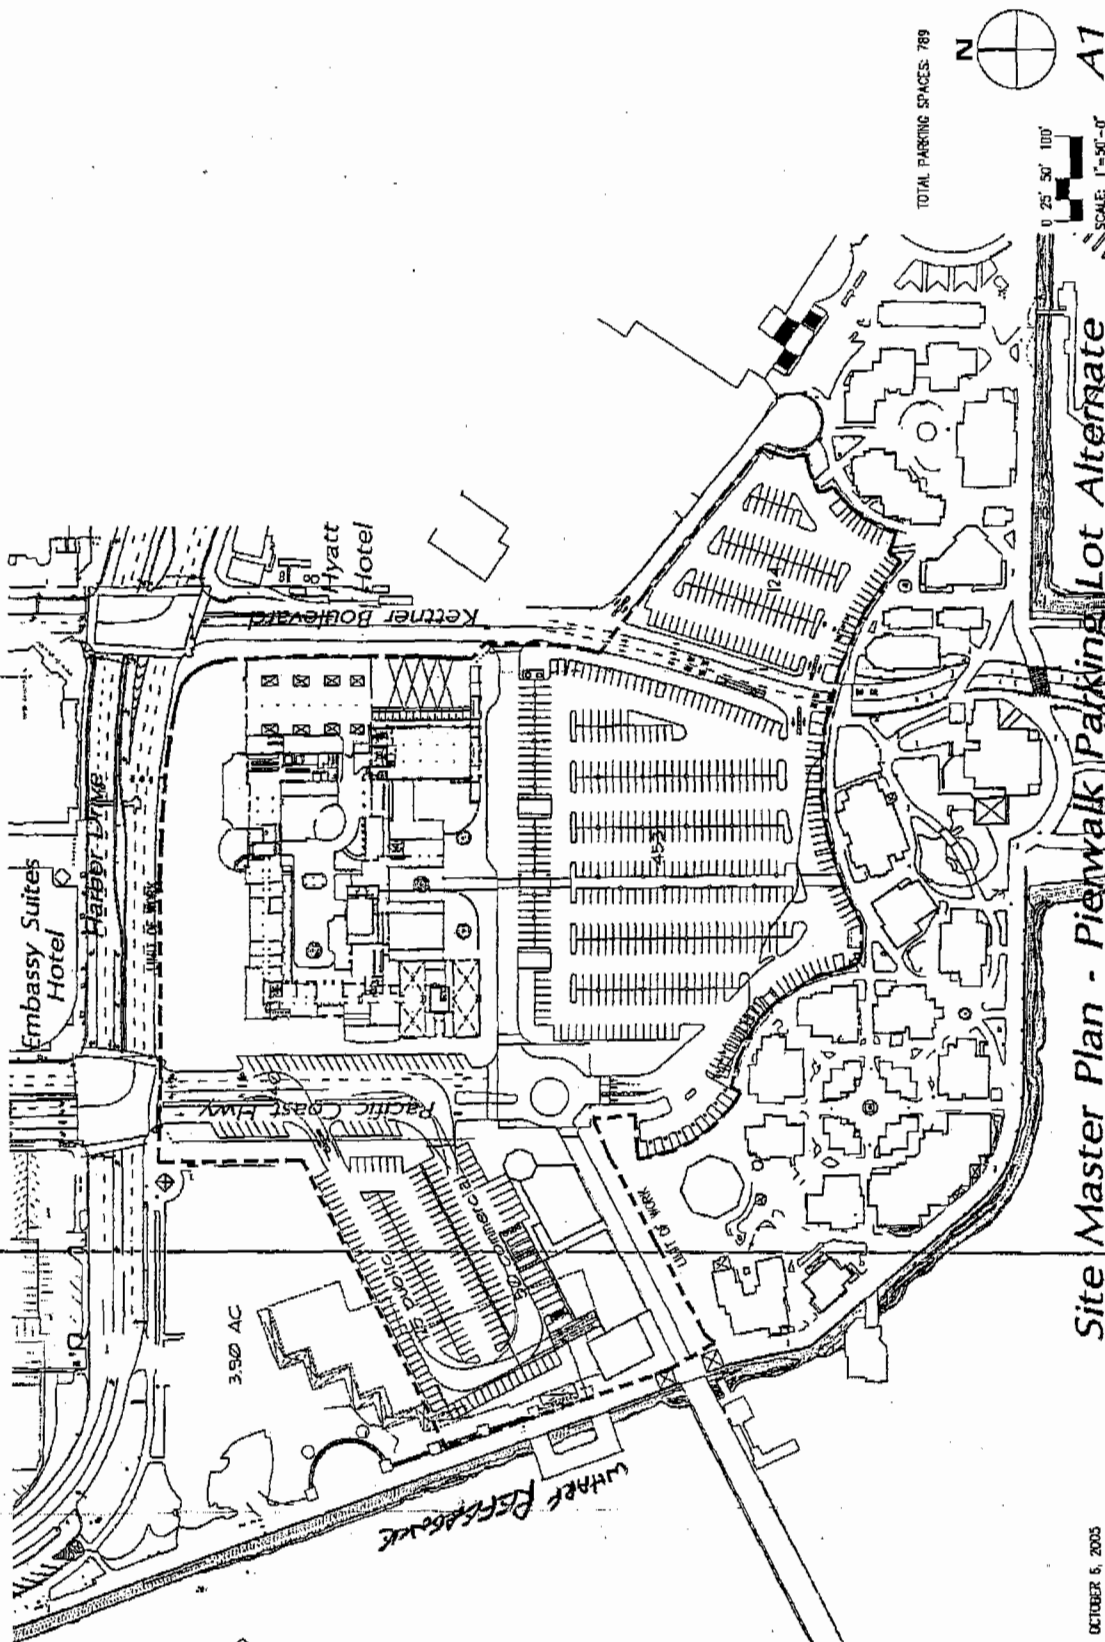 TOTAL PARKING SPACES: 789
N
0 25' 50' 100'
SCALE: 1"=50'-0"
A1
Hyatt
Hotel
Kettner Boulevard
Embassy Suites
Hotel
Harbor Drive
LIMIT OF WORK
124
453
Pacific Coast Hwy
Public
Commercial
LIMIT OF WORK
3.90 AC
WHARF
Site Master Plan - Pierwalk Parking Lot Alternate
OCTOBER 5, 2005